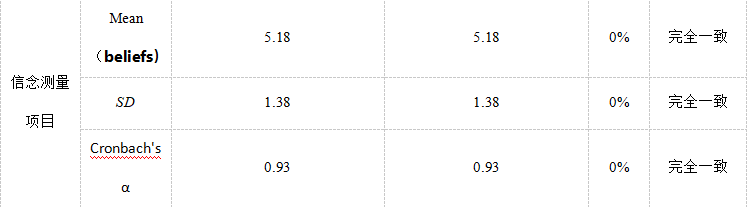 Mean
（beliefs)
5.18
5.18
0%
完全一致
信念测量
项目
SD
1.38
1.38
0%
完全一致
Cronbach's
α
0.93
0.93
0%
完全一致